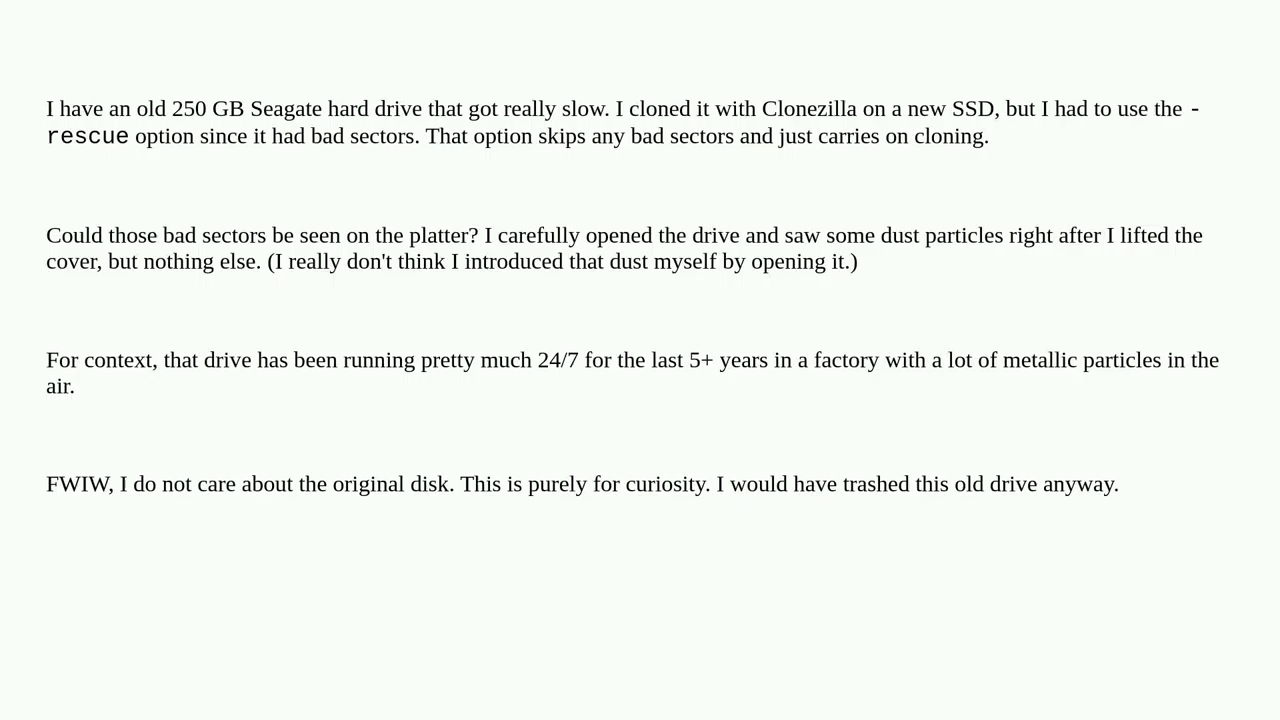 I have an old 250 GB Seagate hard drive that got really slow. I cloned it with Clonezilla on a new SSD, but I had to use the -
rescue option since it had bad sectors. That option skips any bad sectors and just carries on cloning.
Could those bad sectors be seen on the platter? I carefully opened the drive and saw some dust particles right after I lifted the
cover, but nothing else. (I really don't think I introduced that dust myself by opening it.)
For context, that drive has been running pretty much 24/7 for the last 5+ years in a factory with a lot of metallic particles in the
air.
FWIW, I do not care about the original disk. This is purely for curiosity. I would have trashed this old drive anyway.